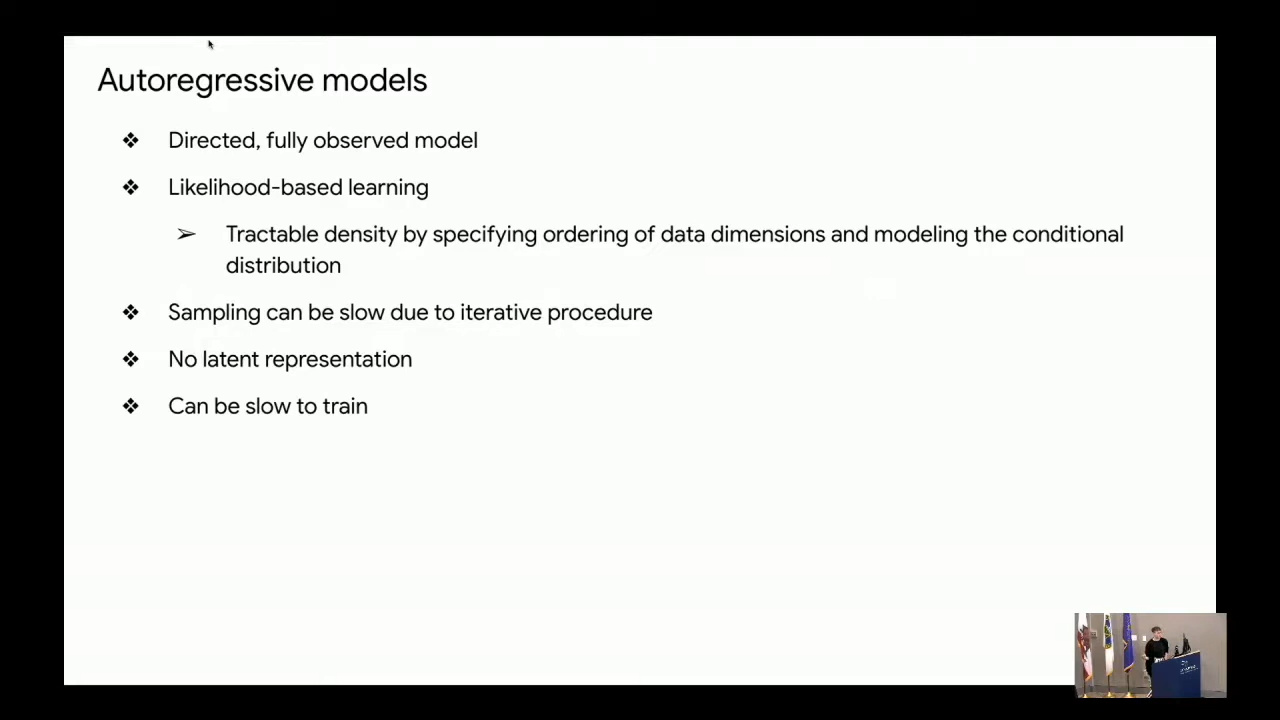 Autoregressive models
❖ Directed, fully observed model
❖ Likelihood-based learning
➢ Tractable density by specifying ordering of data dimensions and modeling the conditional
distribution
❖ Sampling can be slow due to iterative procedure
❖ No latent representation
❖ Can be slow to train